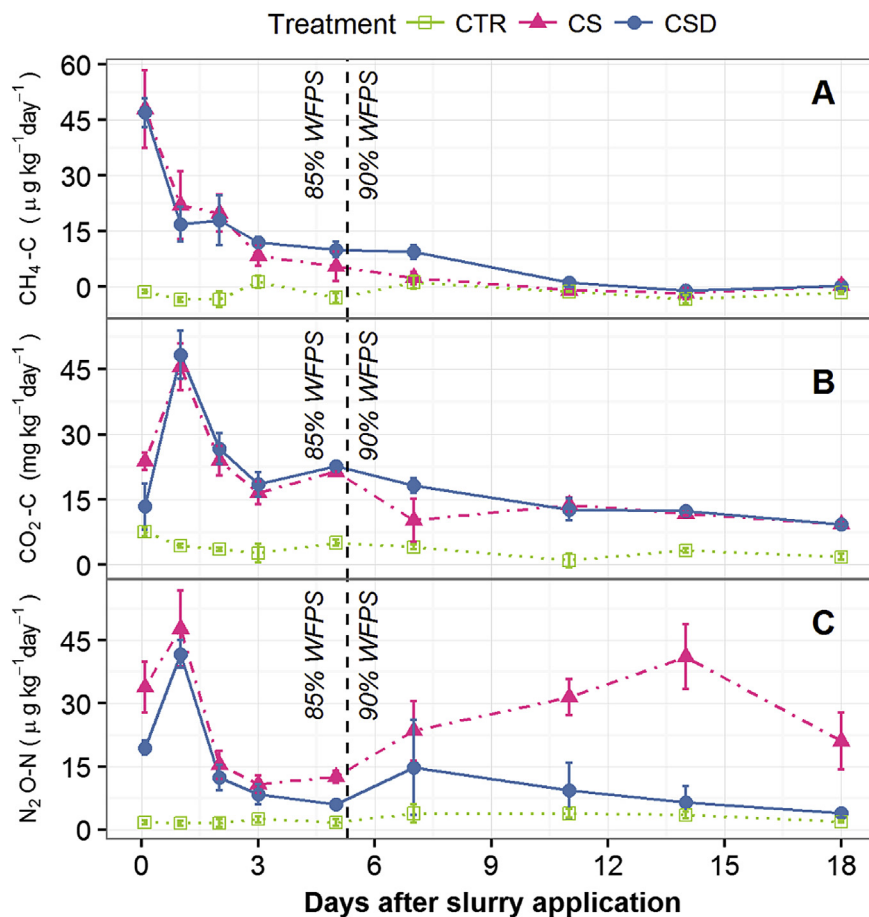 Treatment CTR CS CSD
A
CH₄-C (μg kg⁻¹day⁻¹)
60
45
30
15
0
85% WFPS
90% WFPS
B
CO₂-C (mg kg⁻¹day⁻¹)
45
30
15
0
85% WFPS
90% WFPS
C
N₂O-N (μg kg⁻¹day⁻¹)
45
30
15
0
85% WFPS
90% WFPS
0 3 6 9 12 15 18
Days after slurry application